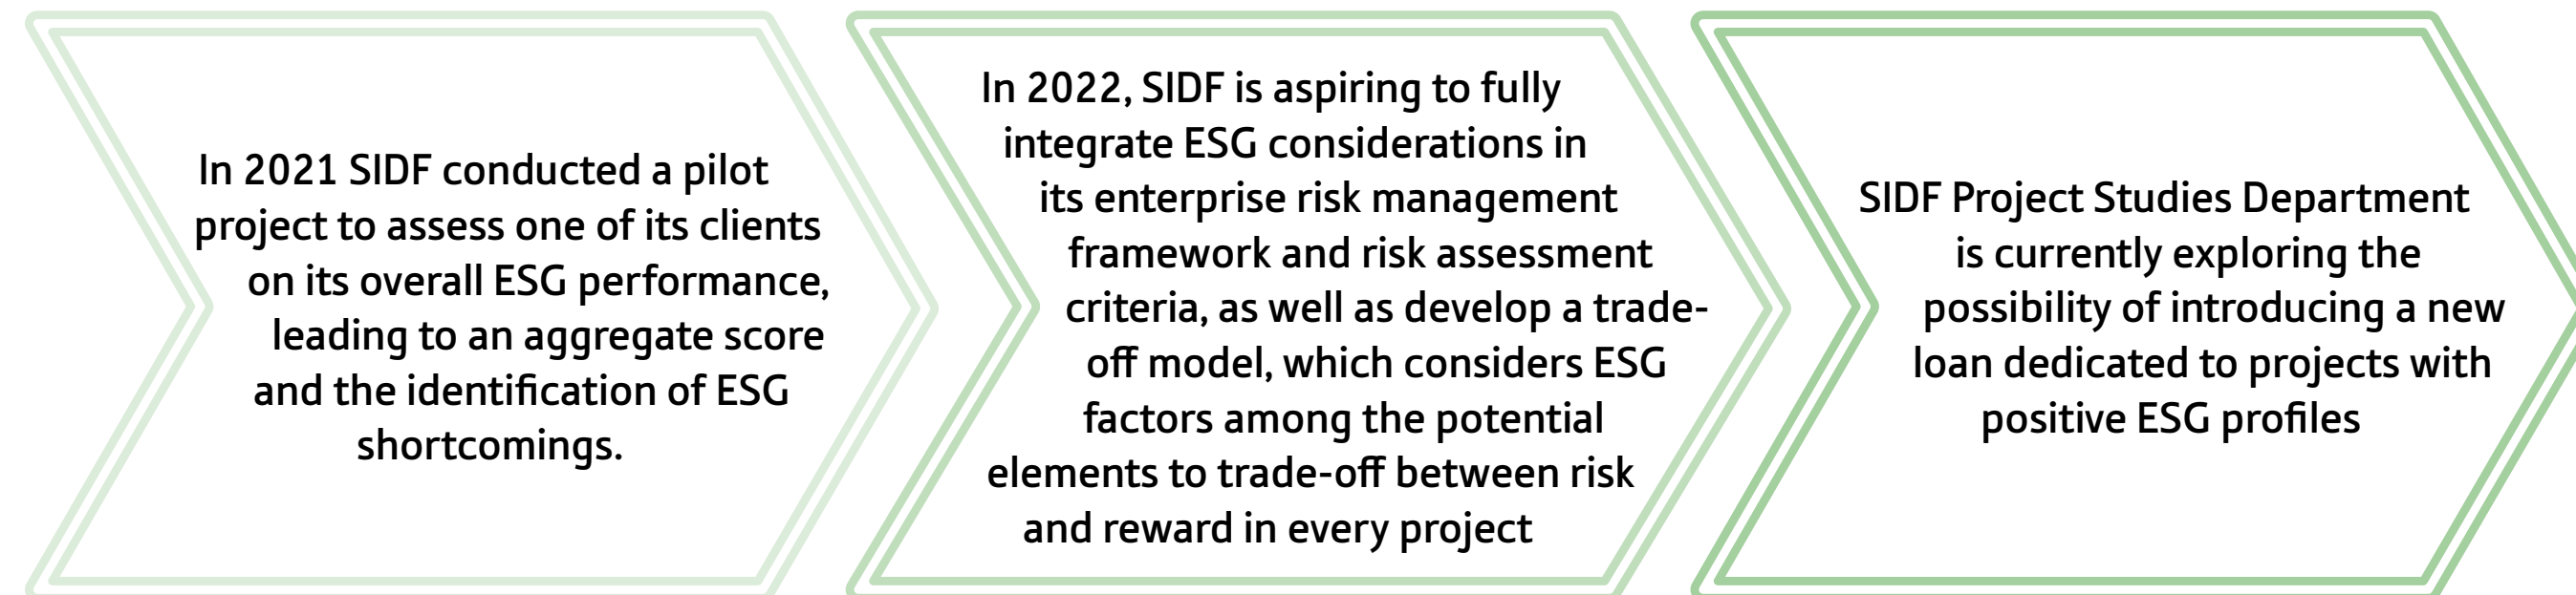 In 2021 SIDF conducted a pilot
project to assess one of its clients
on its overall ESG performance,
leading to an aggregate score
and the identification of ESG
shortcomings.
In 2022, SIDF is aspiring to fully
integrate ESG considerations in
its enterprise risk management
framework and risk assessment
criteria, as well as develop a trade-
off model, which considers ESG
factors among the potential
elements to trade-off between risk
and reward in every project
SIDF Project Studies Department
is currently exploring the
possibility of introducing a new
loan dedicated to projects with
positive ESG profiles